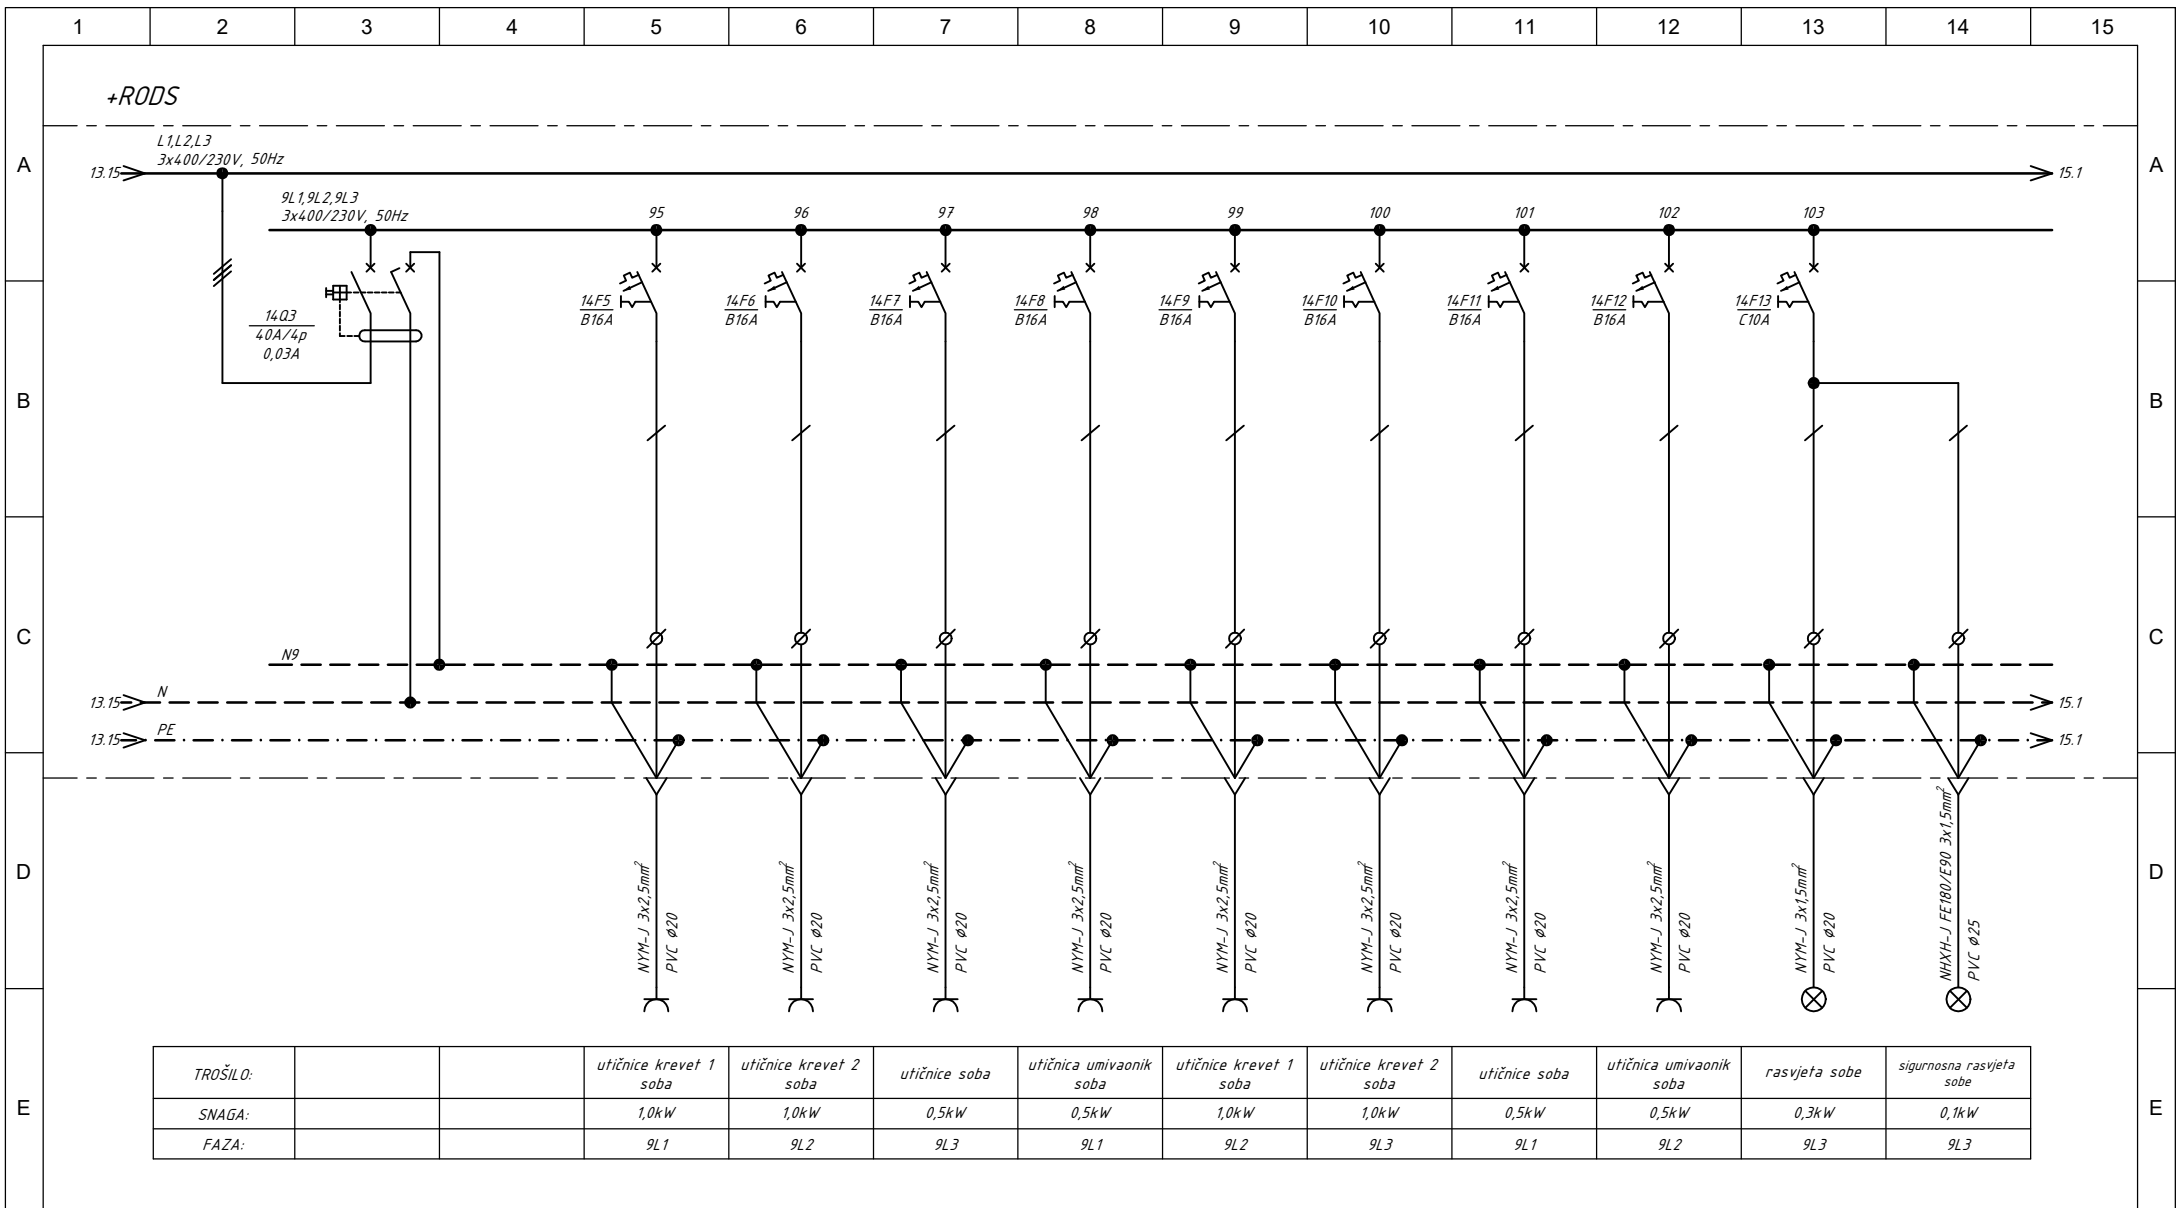 1 2 3 4 5 6 7 8 9 10 11 12 13 14 15
+RODS
L1,L2,L3
3x400/230V, 50Hz
A A
13.15 15.1
9L1,9L2,9L3
3x400/230V, 50Hz
95 96 97 98 99 100 101 102 103
14F5 14F6 14F7 14F8 14F9 14F10 14F11 14F12 14F13
B16A B16A B16A B16A B16A B16A B16A B16A C10A
14Q3
40A/4p
0,03A
B B
C C
N9
N
13.15 15.1
PE
13.15 15.1
D D
NYM-J 3x2,5mm²
PVC ø20
NYM-J 3x2,5mm²
PVC ø20
NYM-J 3x2,5mm²
PVC ø20
NYM-J 3x2,5mm²
PVC ø20
NYM-J 3x2,5mm²
PVC ø20
NYM-J 3x2,5mm²
PVC ø20
NYM-J 3x2,5mm²
PVC ø20
NYM-J 3x2,5mm²
PVC ø20
NYM-J 3x1,5mm²
PVC ø20
NHXH-J FE180/E90 3x1,5mm²
PVC ø25
E E
TROŠILO:
utičnice krevet 1
soba
utičnice krevet 2
soba
utičnice soba
utičnica umivaonik
soba
utičnice krevet 1
soba
utičnice krevet 2
soba
utičnice soba
utičnica umivaonik
soba
rasvjeta sobe
sigurnosna rasvjeta
sobe
SNAGA: 1,0kW 1,0kW 0,5kW 0,5kW 1,0kW 1,0kW 0,5kW 0,5kW 0,3kW 0,1kW
FAZA: 9L1 9L2 9L3 9L1 9L2 9L3 9L1 9L2 9L3 9L3